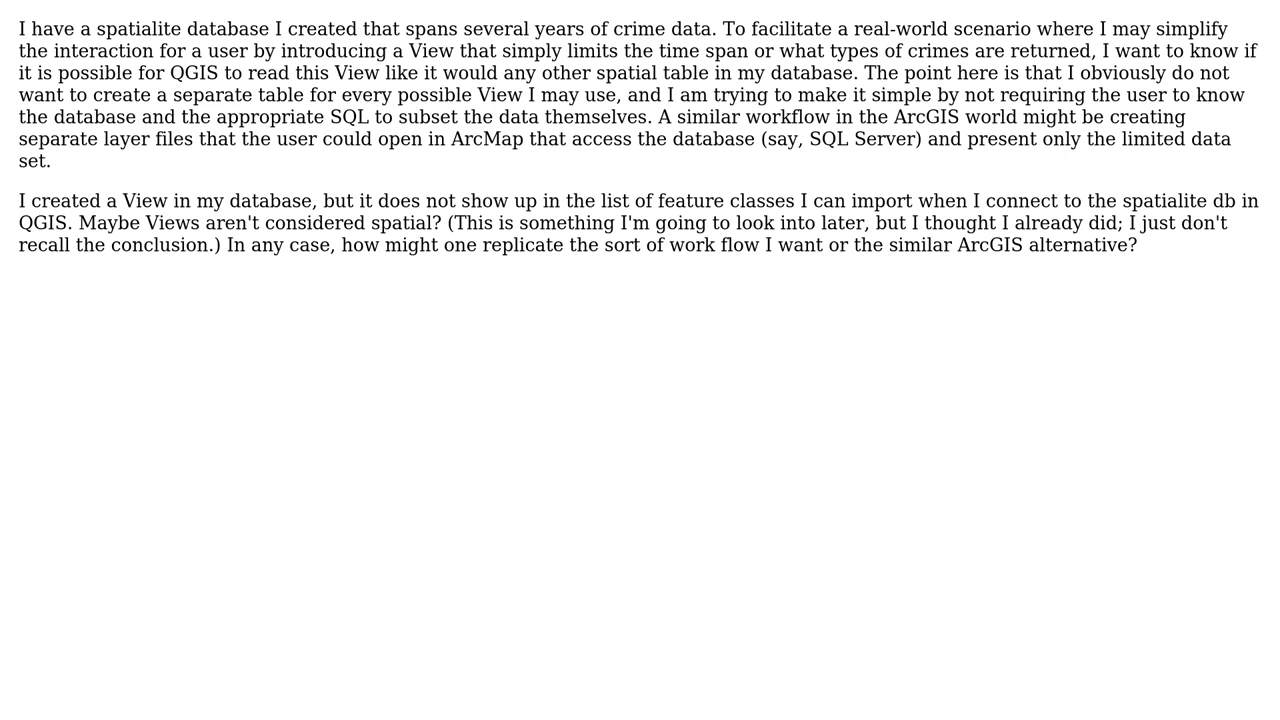 I have a spatialite database I created that spans several years of crime data. To facilitate a real-world scenario where I may simplify
the interaction for a user by introducing a View that simply limits the time span or what types of crimes are returned, I want to know if
it is possible for QGIS to read this View like it would any other spatial table in my database. The point here is that I obviously do not
want to create a separate table for every possible View I may use, and I am trying to make it simple by not requiring the user to know
the database and the appropriate SQL to subset the data themselves. A similar workflow in the ArcGIS world might be creating
separate layer files that the user could open in ArcMap that access the database (say, SQL Server) and present only the limited data
set.
I created a View in my database, but it does not show up in the list of feature classes I can import when I connect to the spatialite db in
QGIS. Maybe Views aren't considered spatial? (This is something I'm going to look into later, but I thought I already did; I just don't
recall the conclusion.) In any case, how might one replicate the sort of work flow I want or the similar ArcGIS alternative?